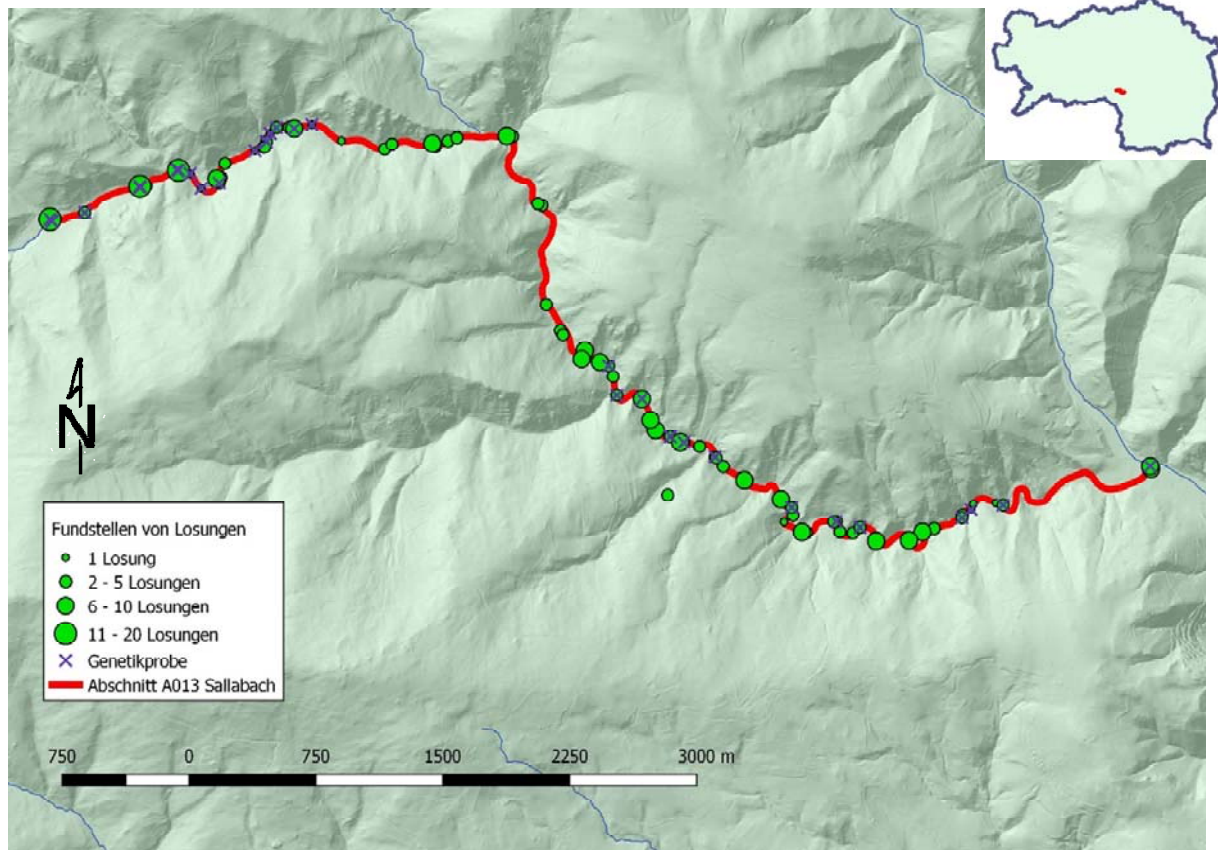 N
Fundstellen von Losungen
1 Losung
2 - 5 Losungen
6 - 10 Losungen
11 - 20 Losungen
Genetikprobe
Abschnitt A013 Sallabach
750 0 750 1500 2250 3000 m